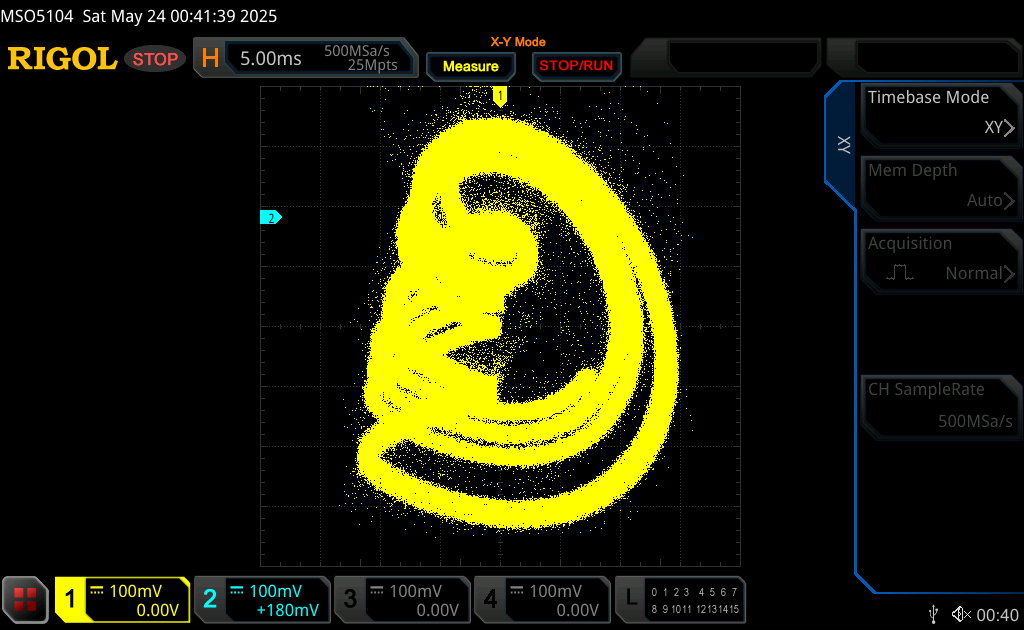 MSO5104 Sat May 24 00:41:39 2025
RIGOL STOP H 5.00ms 500MSa/s 25Mpts
X-Y Mode
Measure STOP/RUN
1
2
XY
Timebase Mode
XY
Mem Depth
Auto
Acquisition
Normal
CH SampleRate
500MSa/s
1 100mV 0.00V
2 100mV +180mV
3 100mV 0.00V
4 100mV 0.00V
L 0 1 2 3 4 5 6 7
8 9 10 11 12 13 14 15
00:40